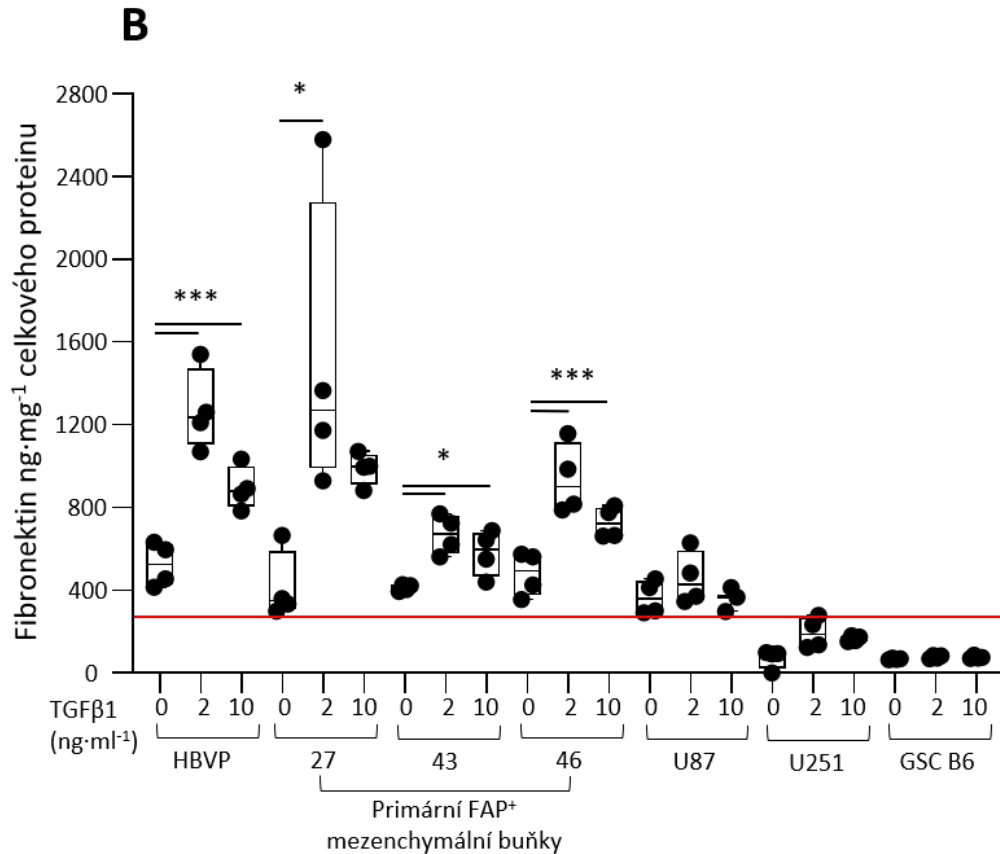 B
Fibronektin ng·mg⁻¹ celkového proteinu
2800
2400
2000
1600
1200
800
400
0
***
*
*
***
TGFβ1 0 2 10 0 2 10 0 2 10 0 2 10 0 2 10 0 2 10 0 2 10
(ng·ml⁻¹)
HBVP 27 43 46 U87 U251 GSC B6
Primární FAP⁺
mezenchymální buňky